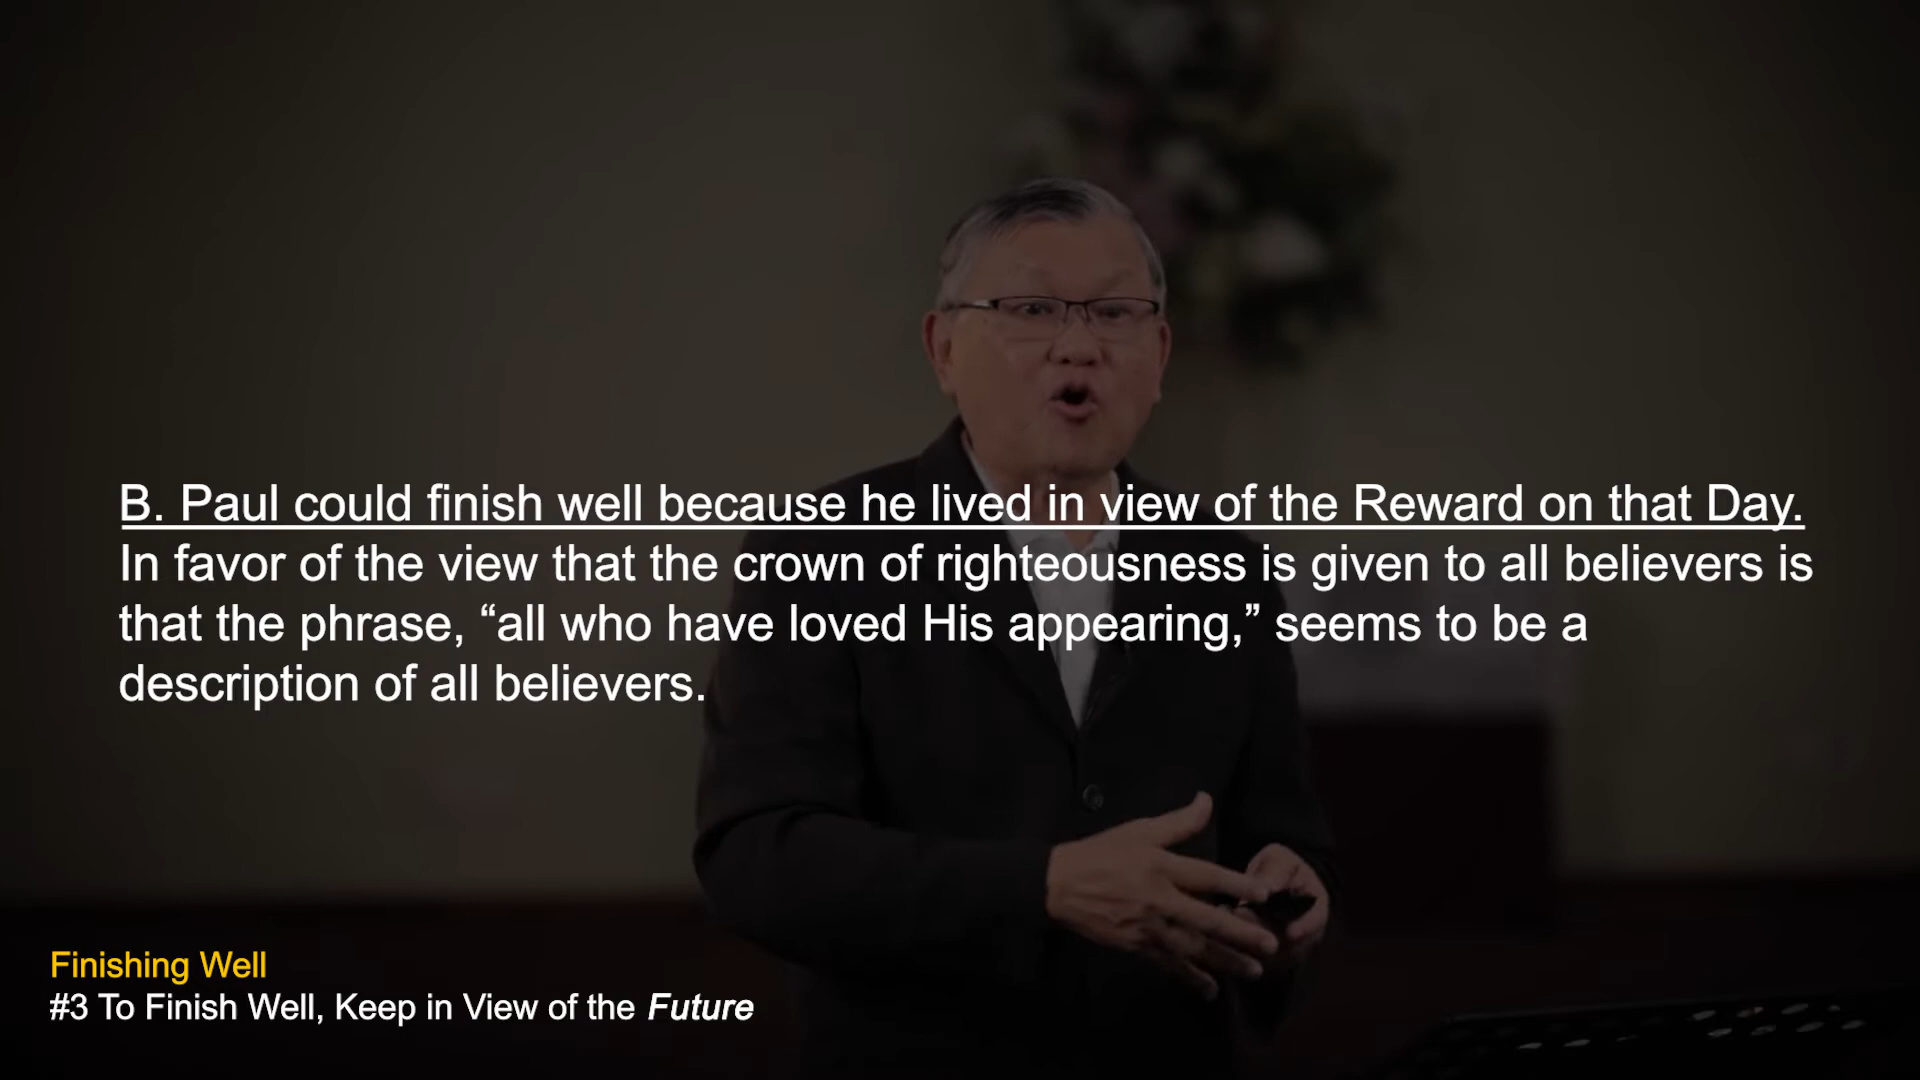 B. Paul could finish well because he lived in view of the Reward on that Day.
In favor of the view that the crown of righteousness is given to all believers is
that the phrase, “all who have loved His appearing,” seems to be a
description of all believers.
Finishing Well
#3 To Finish Well, Keep in View of the Future